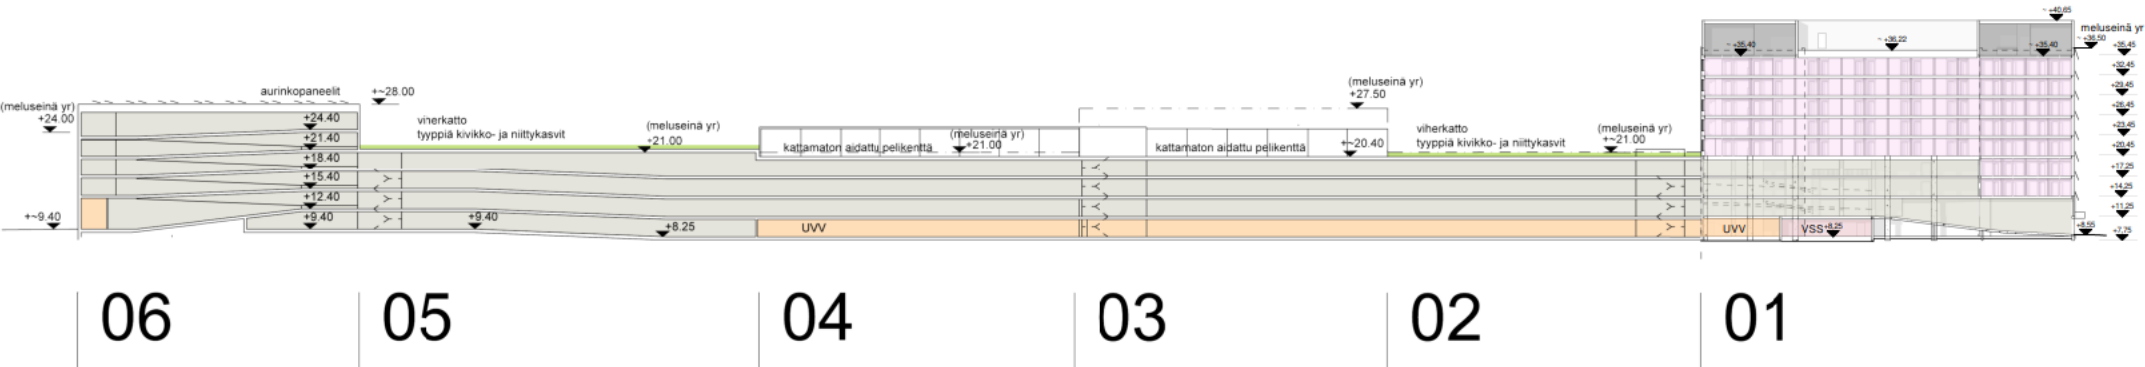 (meluseinä yr)
+24.00
aurinkopaneelit
+~28.00
+24.40
+21.40
+18.40
+15.40
+12.40
+9.40
+~9.40
viherkatto
tyyppiä kivikko- ja niittykasvit
(meluseinä yr)
+21.00
+9.40
+8.25
kattamaton aidattu pelikenttä
(meluseinä yr)
+21.00
UVV
(meluseinä yr)
+27.50
kattamaton aidattu pelikenttä
+~20.40
viherkatto
tyyppiä kivikko- ja niittykasvit
(meluseinä yr)
+~21.00
~ +40,65
meluseinä yr
~ +36,50
~ +35,40
~ +36,22
~ +35,40
+35,45
+32,45
+29,45
+26,45
+23,45
+20,45
+17,25
+14,25
+11,25
+8,55
+7,75
UVV
VSS +8,25
06
05
04
03
02
01